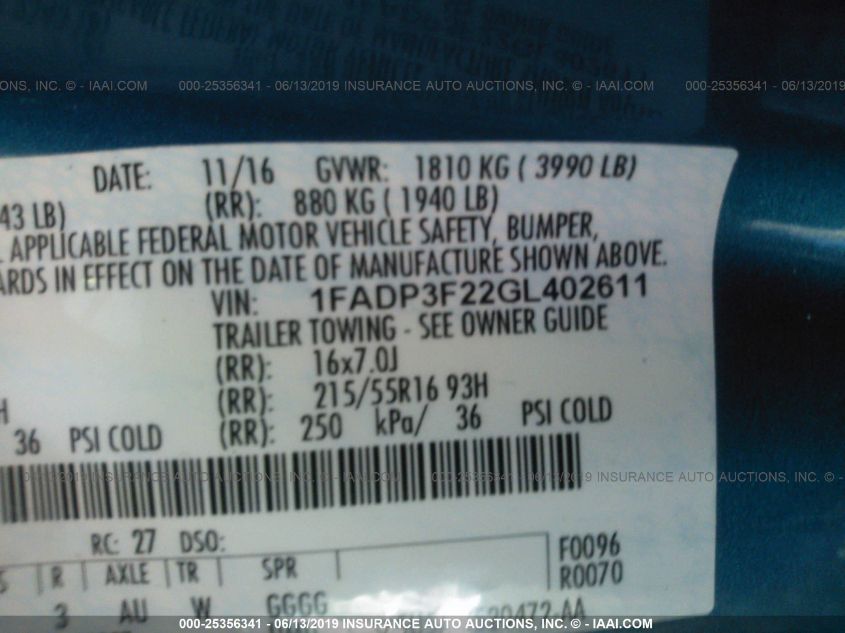 000-25356341 - 06/13/2019 INSURANCE AUTO AUCTIONS, INC. - IAAI.COM
DATE: 11/16 GVWR: 1810 KG ( 3990 LB)
43 LB) (RR): 880 KG ( 1940 LB)
APPLICABLE FEDERAL MOTOR VEHICLE SAFETY, BUMPER,
ARDS IN EFFECT ON THE DATE OF MANUFACTURE SHOWN ABOVE.
VIN: 1FADP3F22GL402611
TRAILER TOWING - SEE OWNER GUIDE
(RR): 16x7.0J
H (RR): 215/55R16 93H
36 PSI COLD (RR): 250 kPa/ 36 PSI COLD
000-25356341 - 06/13/2019 INSURANCE AUTO AUCTIONS, INC. - IAAI.COM
RC: 27 DSO:
F0096
S R AXLE TR SPR R0070
3 AU W GGGG
000-25356341 - 06/13/2019 INSURANCE AUTO AUCTIONS, INC. - IAAI.COM